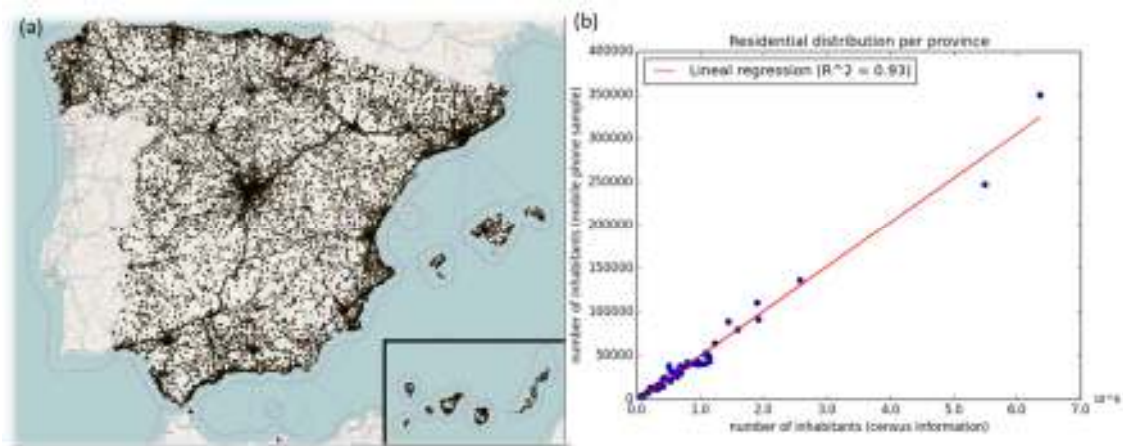 (a)
(b)
Residential distribution per province
Lineal regression (R^2 = 0.93)
number of inhabitants (mobile phone sample)
400000
350000
300000
250000
200000
150000
100000
50000
0
0.0 1.0 2.0 3.0 4.0 5.0 6.0 7.0
10^6
number of inhabitants (census information)